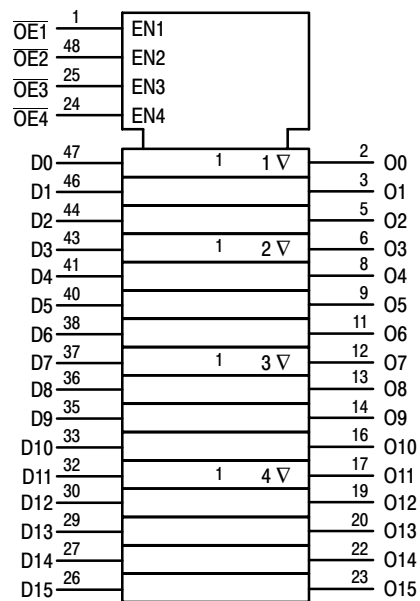 O̅E̅1̅ 1 EN1
O̅E̅2̅ 48 EN2
O̅E̅3̅ 25 EN3
O̅E̅4̅ 24 EN4
D0 47 1 1 ∇ 2 O0
D1 46 3 O1
D2 44 5 O2
D3 43 1 2 ∇ 6 O3
D4 41 8 O4
D5 40 9 O5
D6 38 11 O6
D7 37 1 3 ∇ 12 O7
D8 36 13 O8
D9 35 14 O9
D10 33 16 O10
D11 32 1 4 ∇ 17 O11
D12 30 19 O12
D13 29 20 O13
D14 27 22 O14
D15 26 23 O15